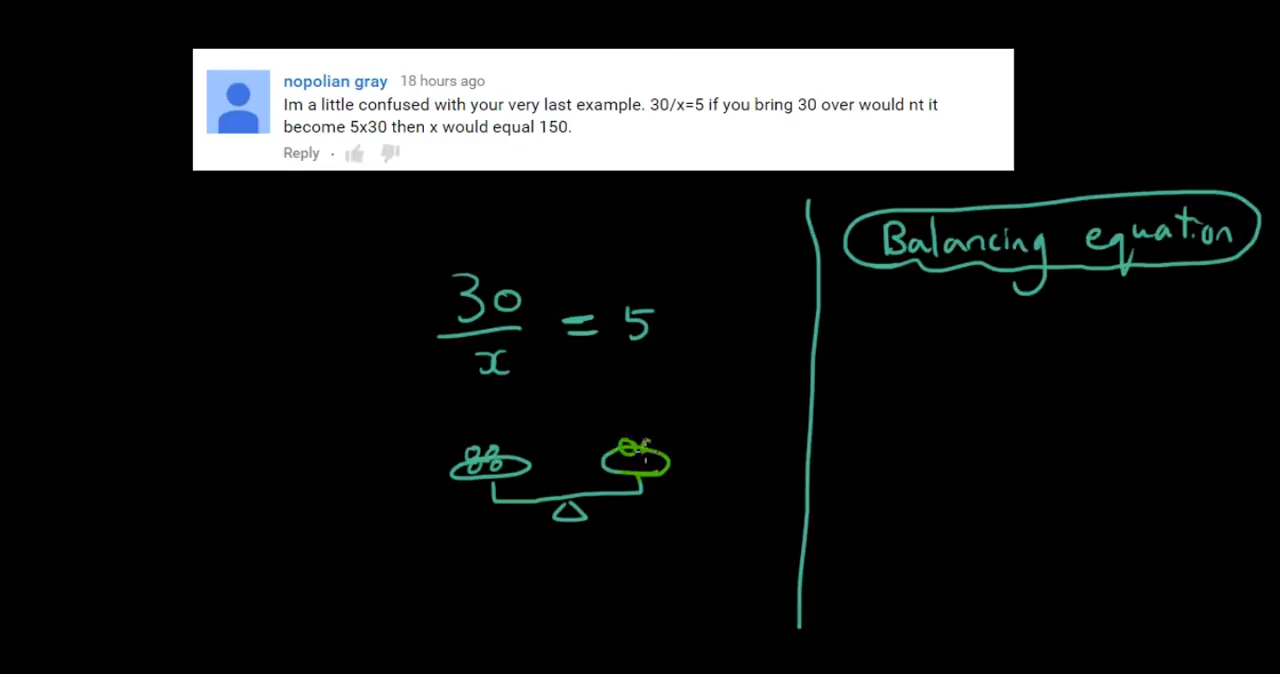 nopolian gray 18 hours ago
Im a little confused with your very last example. 30/x=5 if you bring 30 over would nt it
become 5x30 then x would equal 150.
Reply ·
Balancing equation
30
= 5
x